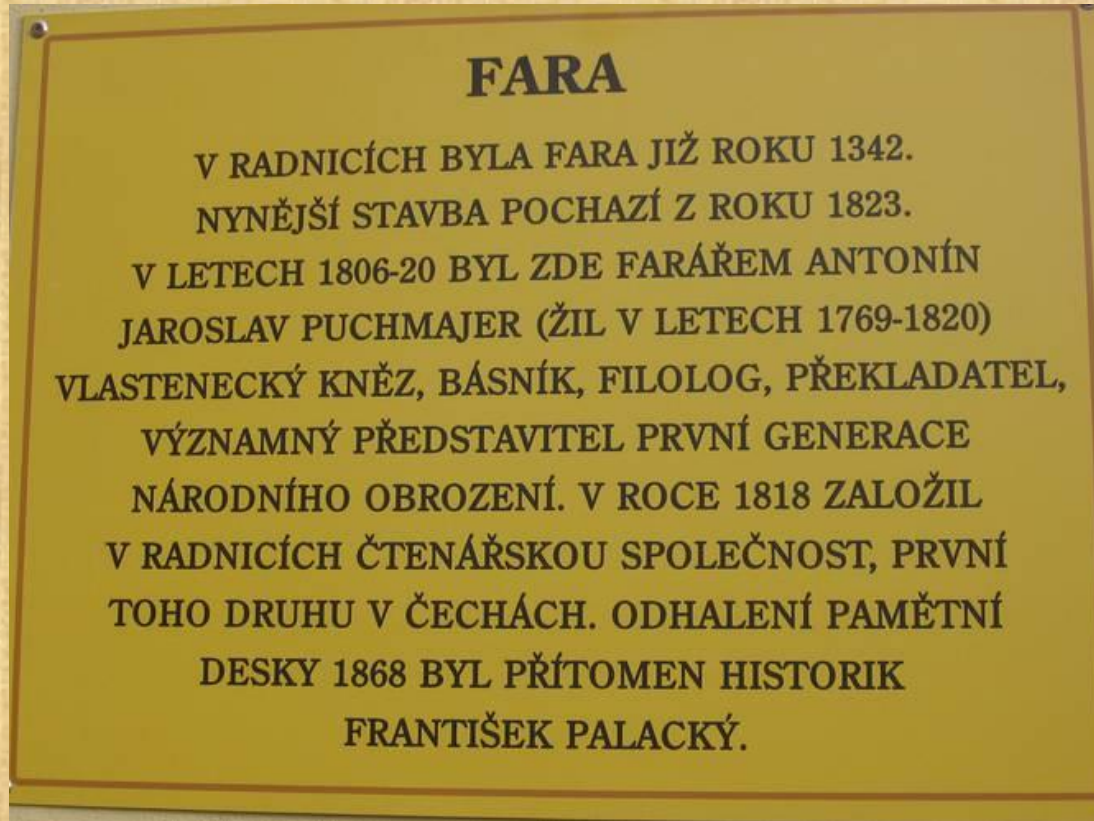 FARA
V RADNICÍCH BYLA FARA JIŽ ROKU 1342.
NYNĚJŠÍ STAVBA POCHAZÍ Z ROKU 1823.
V LETECH 1806-20 BYL ZDE FARÁŘEM ANTONÍN
JAROSLAV PUCHMAJER (ŽIL V LETECH 1769-1820)
VLASTENECKÝ KNĚZ, BÁSNÍK, FILOLOG, PŘEKLADATEL,
VÝZNAMNÝ PŘEDSTAVITEL PRVNÍ GENERACE
NÁRODNÍHO OBROZENÍ. V ROCE 1818 ZALOŽIL
V RADNICÍCH ČTENÁŘSKOU SPOLEČNOST, PRVNÍ
TOHO DRUHU V ČECHÁCH. ODHALENÍ PAMĚTNÍ
DESKY 1868 BYL PŘÍTOMEN HISTORIK
FRANTIŠEK PALACKÝ.